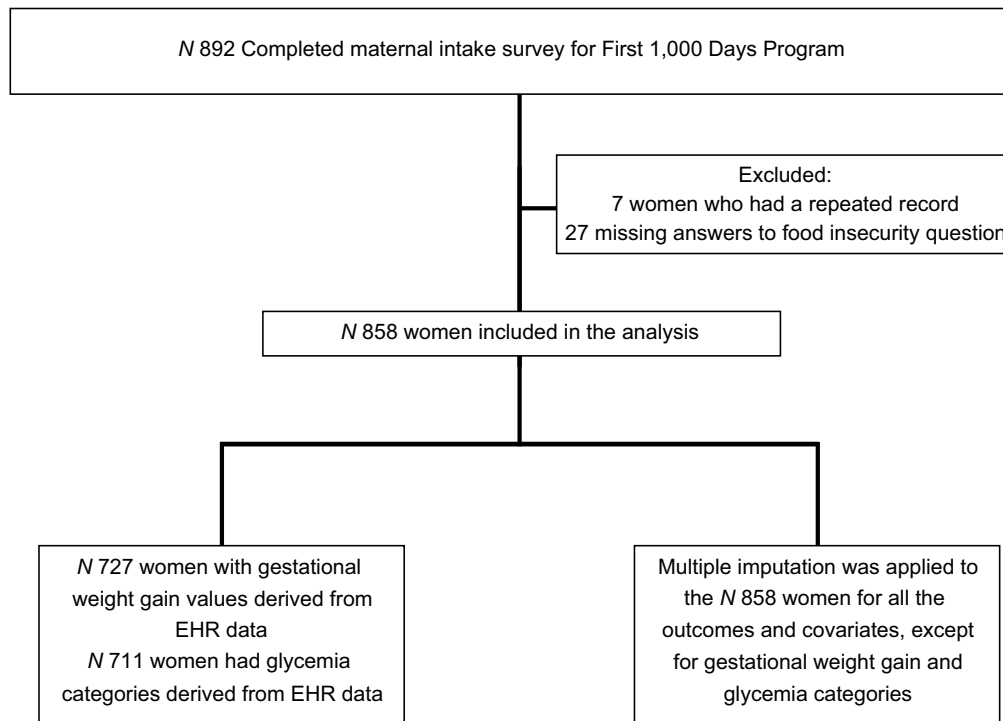 N 892 Completed maternal intake survey for First 1,000 Days Program
Excluded:
7 women who had a repeated record
27 missing answers to food insecurity question
N 858 women included in the analysis
N 727 women with gestational
weight gain values derived from
EHR data
N 711 women had glycemia
categories derived from EHR data
Multiple imputation was applied to
the N 858 women for all the
outcomes and covariates, except
for gestational weight gain and
glycemia categories